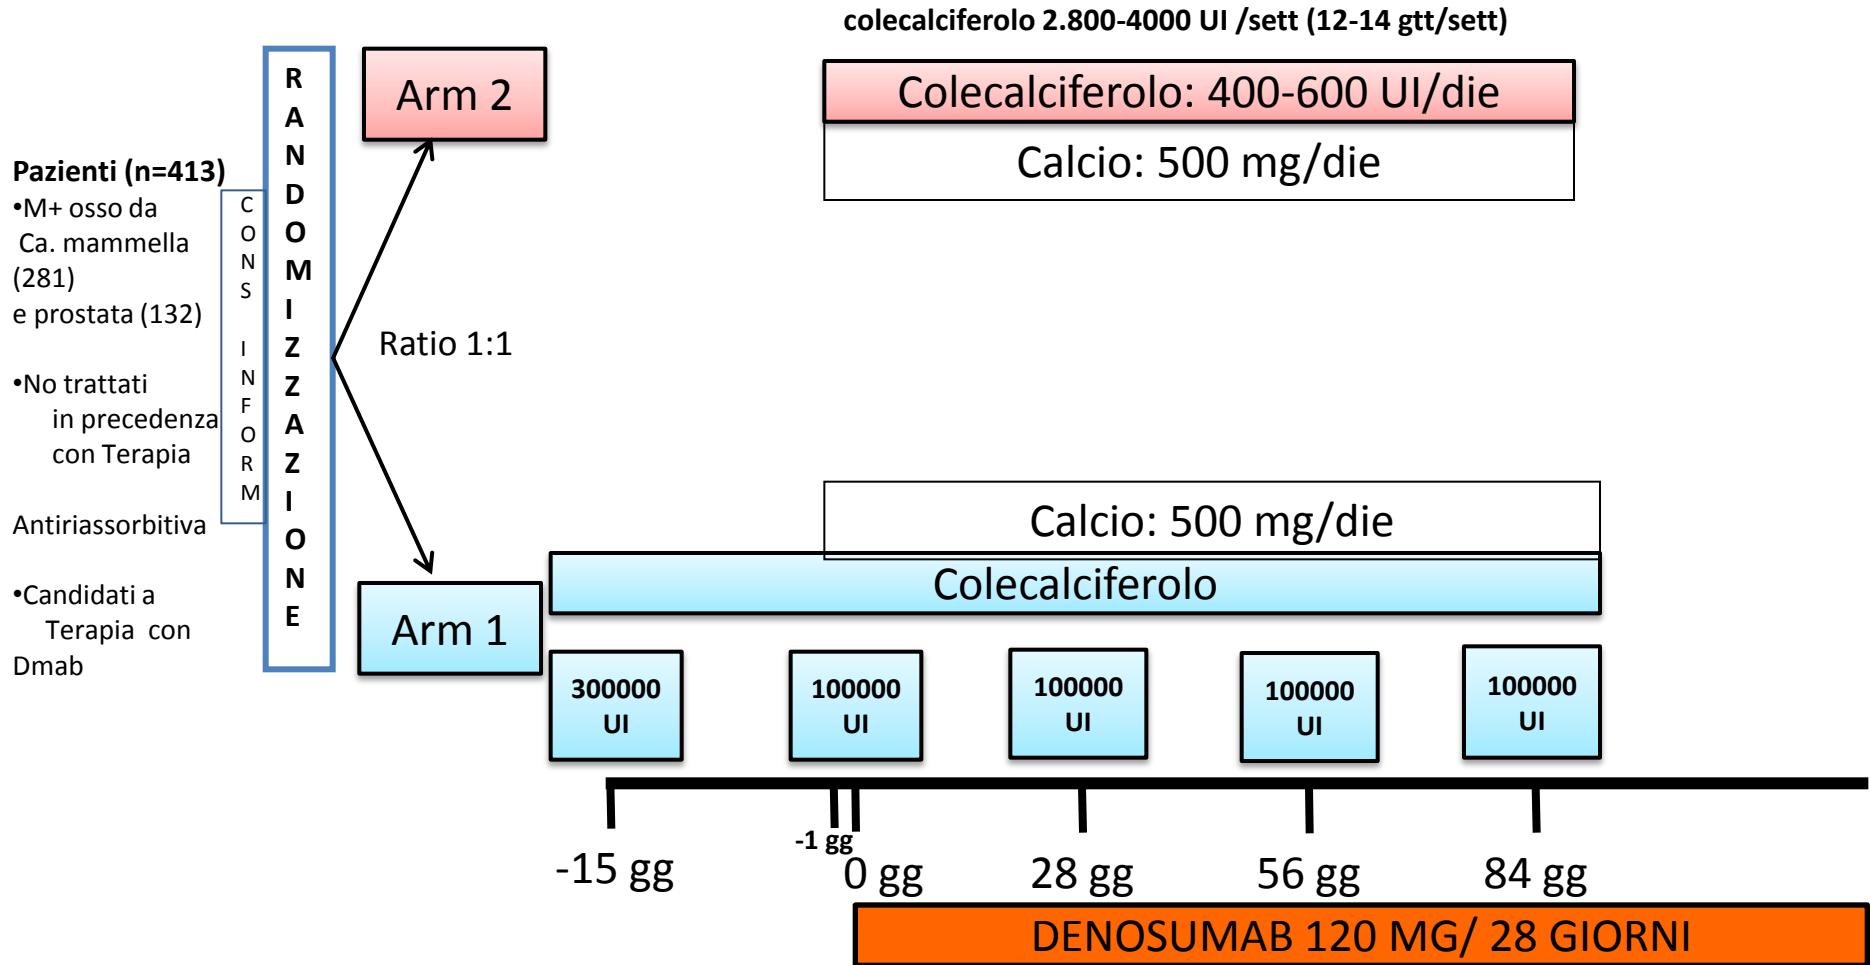 colecalciferolo 2.800-4000 UI /sett (12-14 gtt/sett)
Pazienti (n=413)
•M+ osso da
Ca. mammella
(281)
e prostata (132)
•No trattati
in precedenza
con Terapia
Antiriassorbitiva
•Candidati a
Terapia con
Dmab
CONS INFORM
RANDOMIZZAZIONE
Arm 2
Colecalciferolo: 400-600 UI/die
Calcio: 500 mg/die
Ratio 1:1
Calcio: 500 mg/die
Colecalciferolo
Arm 1
300000
UI
100000
UI
100000
UI
100000
UI
100000
UI
-15 gg
-1 gg
0 gg
28 gg
56 gg
84 gg
DENOSUMAB 120 MG/ 28 GIORNI